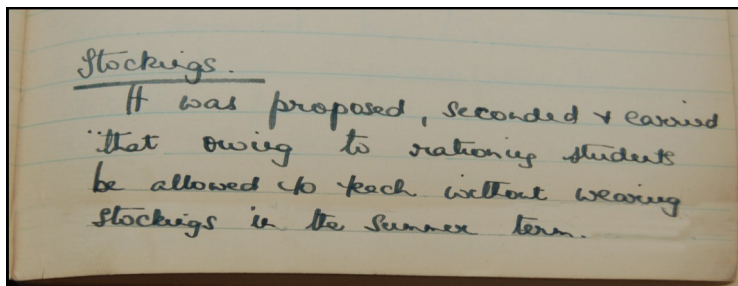 Stockings.
It was proposed, seconded & carried
that owing to rationing students
be allowed to teach without wearing
stockings in the Summer term.